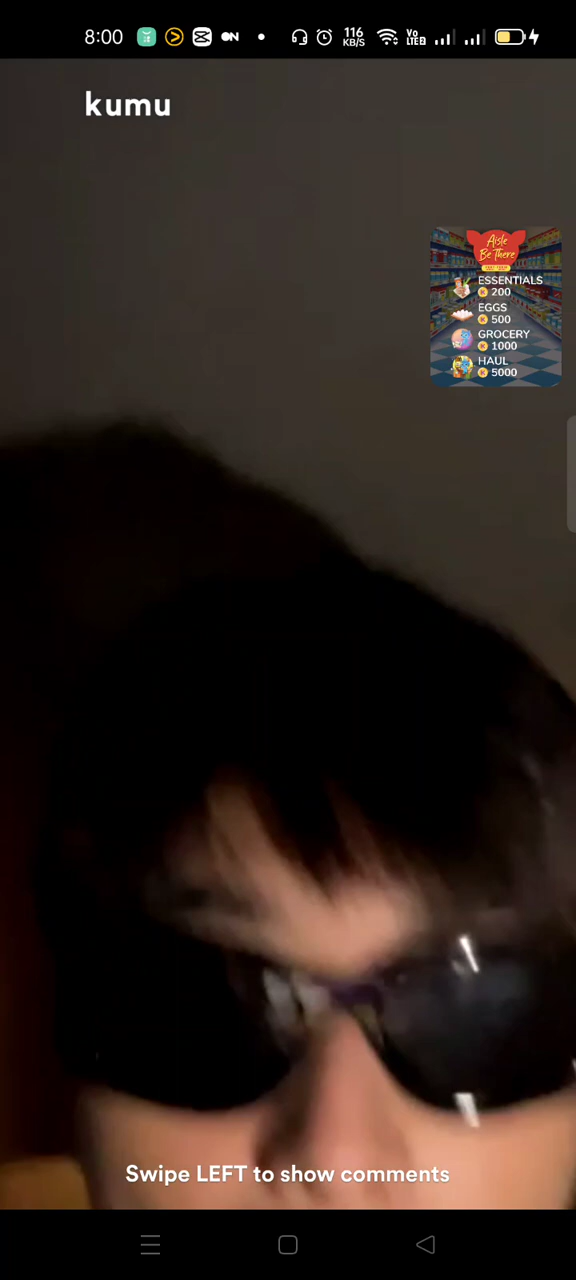 8:00
116
KB/S
Vo
LTE2
kumu
Aisle
Be There
ESSENTIALS
200
EGGS
500
GROCERY
1000
HAUL
5000
Swipe LEFT to show comments